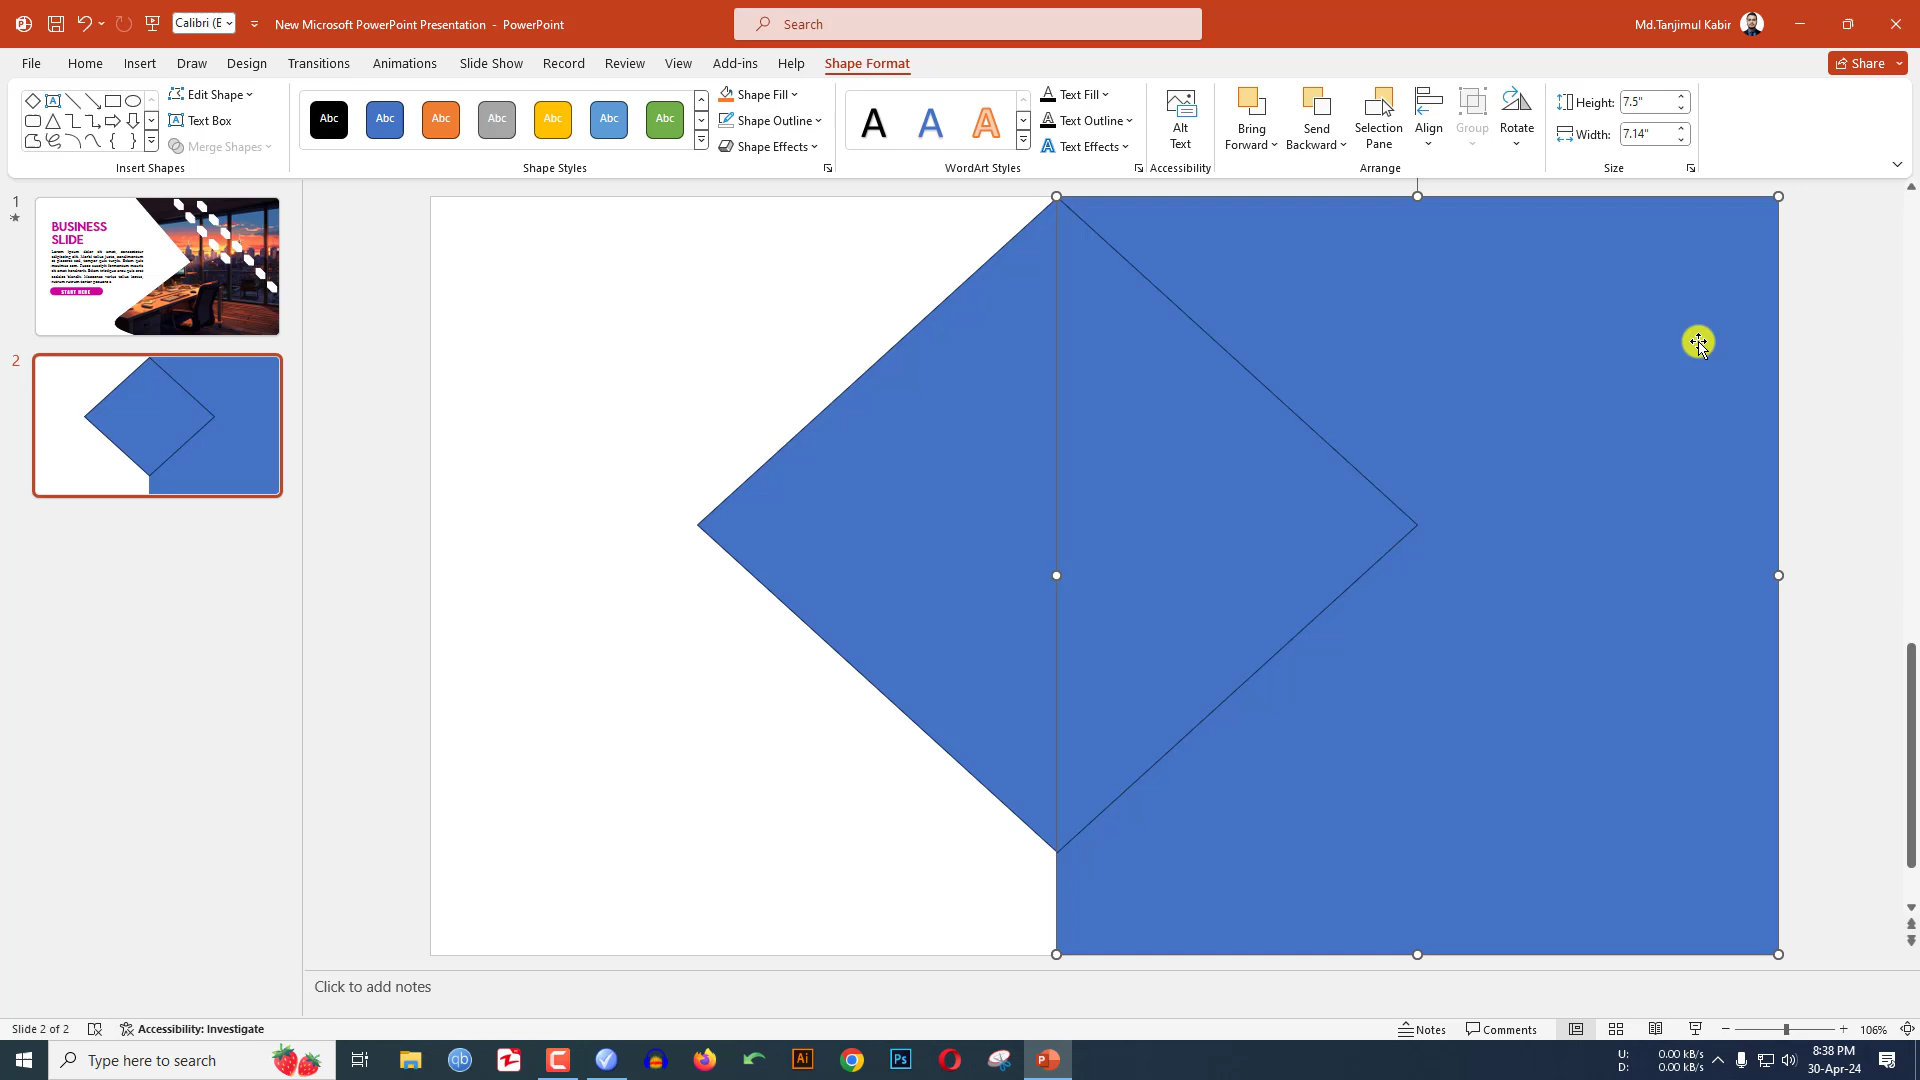 Calibri (E
New Microsoft PowerPoint Presentation - PowerPoint
Search
Md.Tanjimul Kabir
File Home Insert Draw Design Transitions Animations Slide Show Record Review View Add-ins Help Shape Format
Share
Edit Shape
Text Box
Merge Shapes
Insert Shapes
Abc Abc Abc Abc Abc Abc Abc
Shape Fill
Shape Outline
Shape Effects
Shape Styles
A A A
Text Fill
Text Outline
Text Effects
WordArt Styles
Alt Text
Accessibility
Bring Forward
Send Backward
Selection Pane
Align
Group
Rotate
Arrange
Height: 7.5"
Width: 7.14"
Size
1
BUSINESS
SLIDE
START HERE
2
Click to add notes
Slide 2 of 2
Accessibility: Investigate
Notes
Comments
106%
Type here to search
qb
Ai
Ps
U: 0.00 kB/s
D: 0.00 kB/s
8:38 PM
30-Apr-24